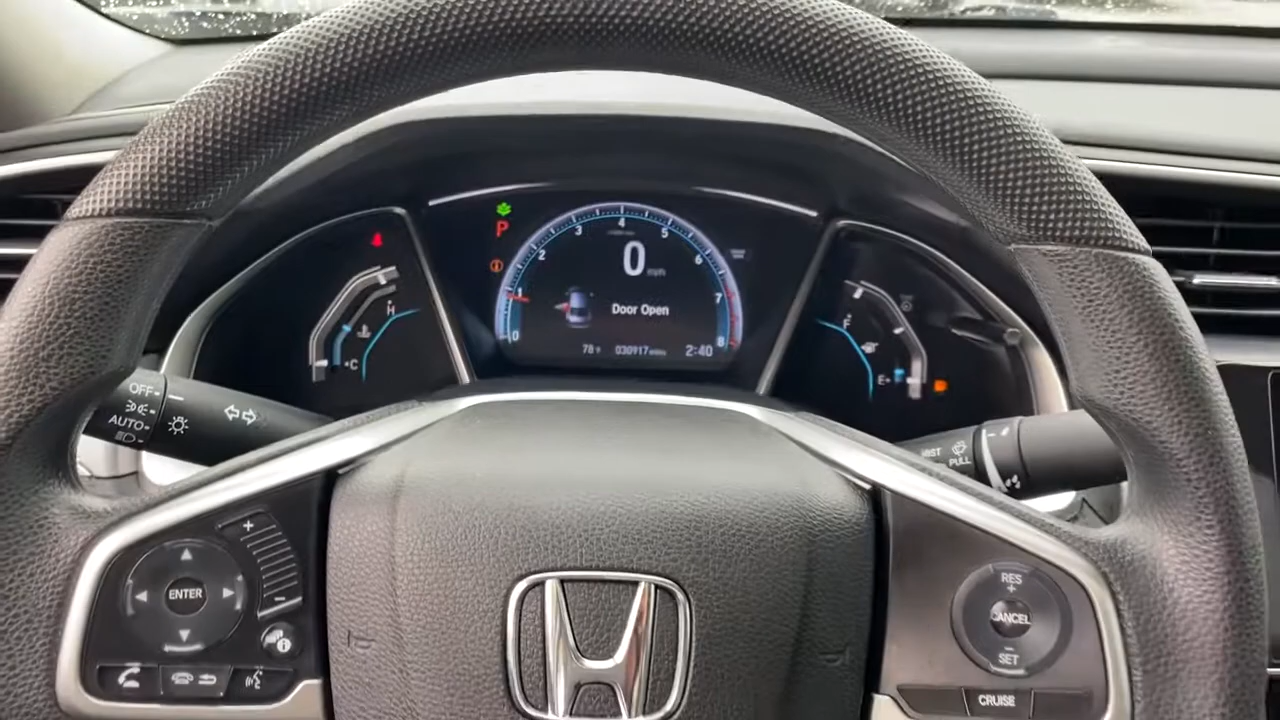 P
0 1 2 3 4 5 6 7 8
0
mph
Door Open
78°F 030917 miles 2:40
H
C
F
E
OFF
AUTO
MIST
PULL
+
-
ENTER
RES
+
CANCEL
-
SET
CRUISE